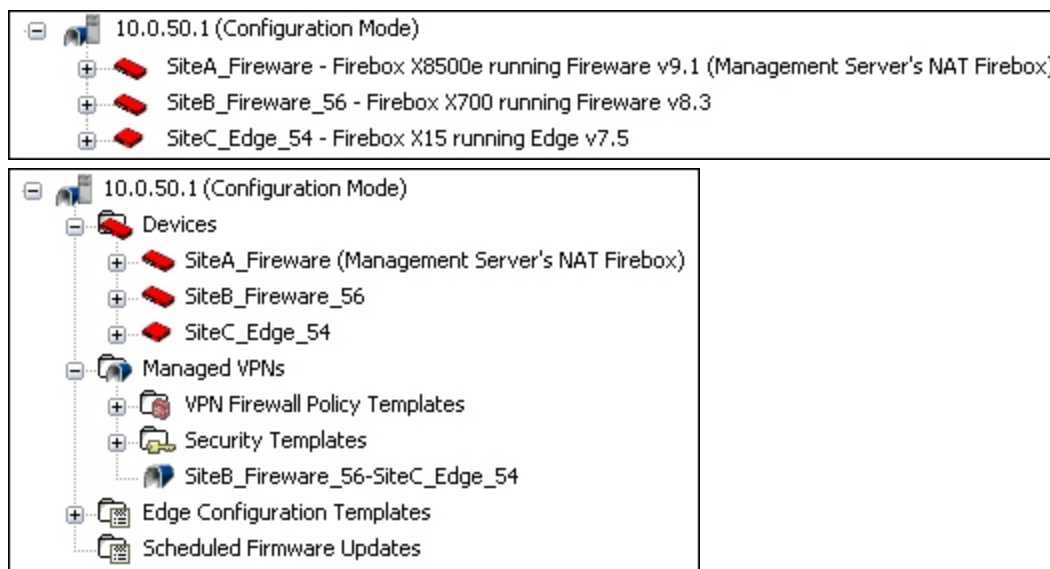 10.0.50.1 (Configuration Mode)
SiteA_Fireware - Firebox X8500e running Fireware v9.1 (Management Server's NAT Firebox)
SiteB_Fireware_56 - Firebox X700 running Fireware v8.3
SiteC_Edge_54 - Firebox X15 running Edge v7.5
10.0.50.1 (Configuration Mode)
Devices
SiteA_Fireware (Management Server's NAT Firebox)
SiteB_Fireware_56
SiteC_Edge_54
Managed VPNs
VPN Firewall Policy Templates
Security Templates
SiteB_Fireware_56-SiteC_Edge_54
Edge Configuration Templates
Scheduled Firmware Updates